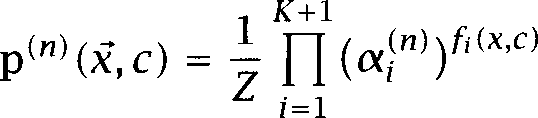 p^{(n)}(\vec{x}, c) = \frac{1}{Z} \prod_{i=1}^{K+1} (\alpha_i^{(n)})^{f_i(x,c)}